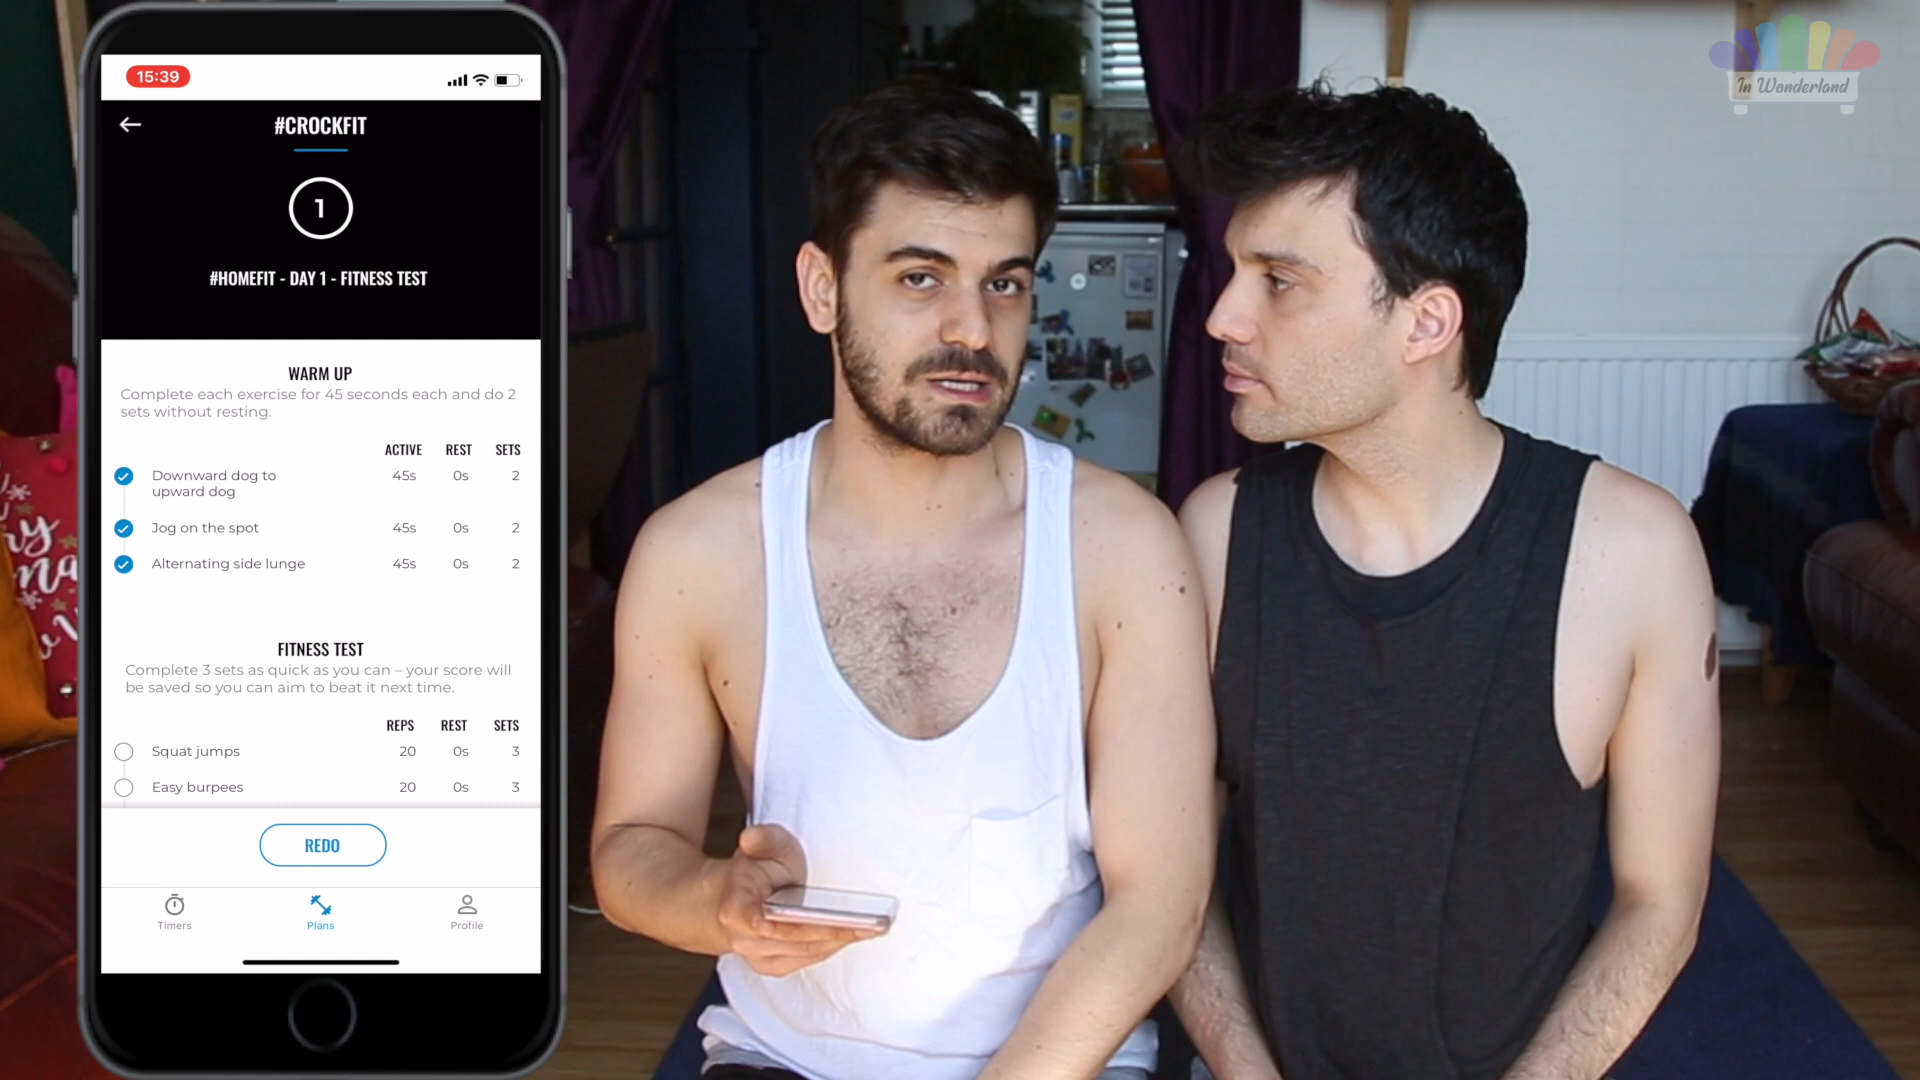 15:39
#CROCKFIT
1
#HOMEFIT - DAY 1 - FITNESS TEST
WARM UP
Complete each exercise for 45 seconds each and do 2
sets without resting.
ACTIVE REST SETS
Downward dog to
upward dog 45s 0s 2
Jog on the spot 45s 0s 2
Alternating side lunge 45s 0s 2
FITNESS TEST
Complete 3 sets as quick as you can – your score will
be saved so you can aim to beat it next time.
REPS REST SETS
Squat jumps 20 0s 3
Easy burpees 20 0s 3
REDO
Timers Plans Profile
In Wonderland